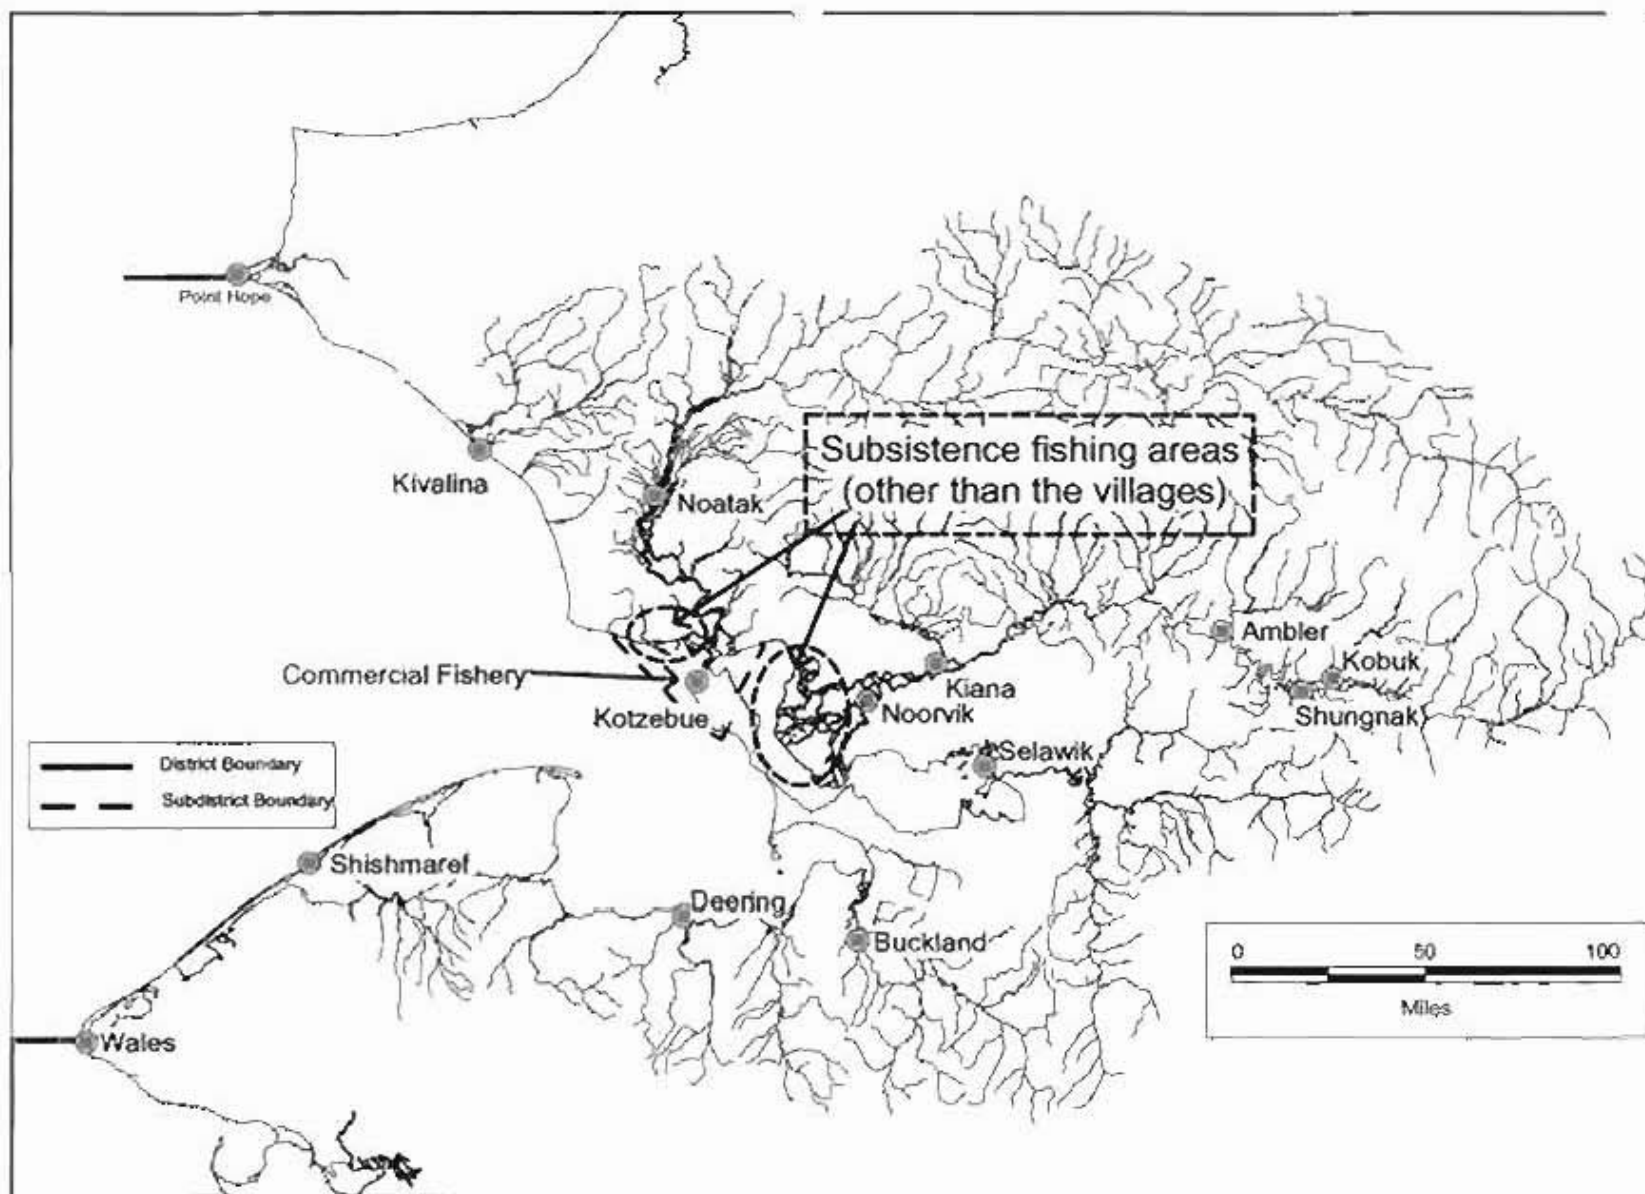 Point Hope
Subsistence fishing areas
(other than the villages)
Kivalina
Noatak
Ambler
Commercial Fishery
Kobuk
Kiana
Kotzebue
Noorvik
Shungnak
Selawik
District Boundary
Subdistrict Boundary
Shishmaref
Deering
Buckland
0 50 100
Miles
Wales